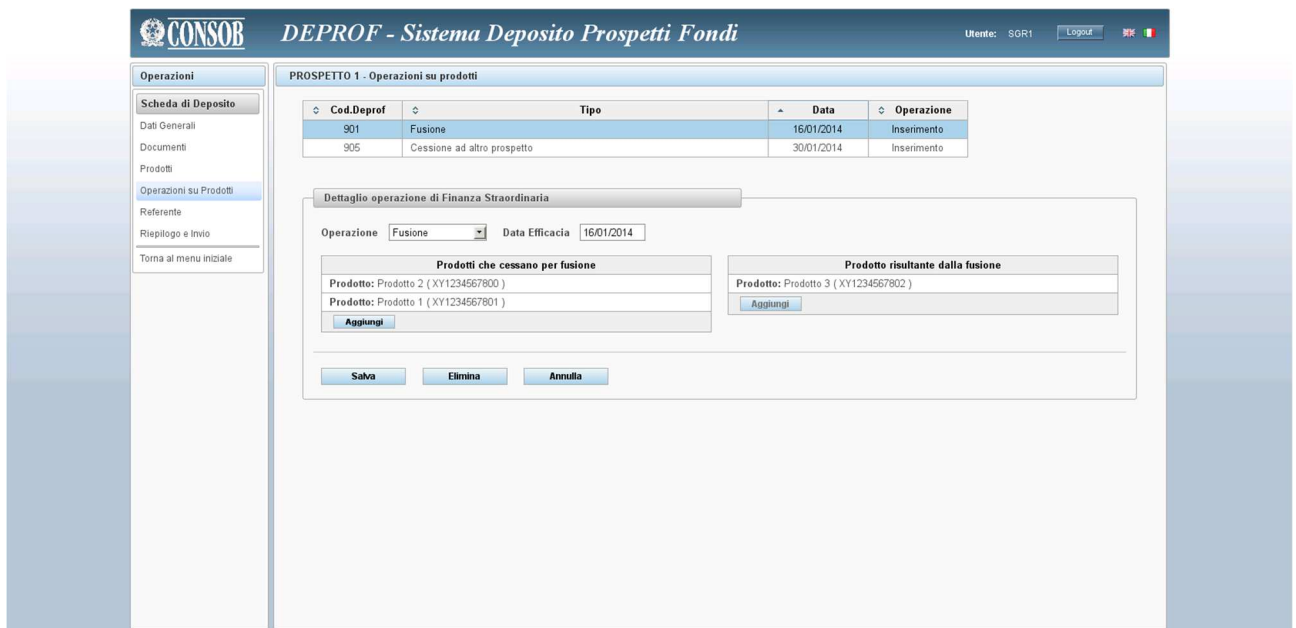 CONSOB
DEPROF - Sistema Deposito Prospetti Fondi
Utente: SGR1
Logout
Operazioni
Scheda di Deposito
Dati Generali
Documenti
Prodotti
Operazioni su Prodotti
Referente
Riepilogo e Invio
Torna al menu iniziale
PROSPETTO 1 - Operazioni su prodotti
Cod.Deprof Tipo Data Operazione
901 Fusione 16/01/2014 Inserimento
905 Cessione ad altro prospetto 30/01/2014 Inserimento
Dettaglio operazione di Finanza Straordinaria
Operazione Fusione Data Efficacia 16/01/2014
Prodotti che cessano per fusione
Prodotto: Prodotto 2 ( XY1234567800 )
Prodotto: Prodotto 1 ( XY1234567801 )
Aggiungi
Prodotto risultante dalla fusione
Prodotto: Prodotto 3 ( XY1234567802 )
Aggiungi
Salva Elimina Annulla